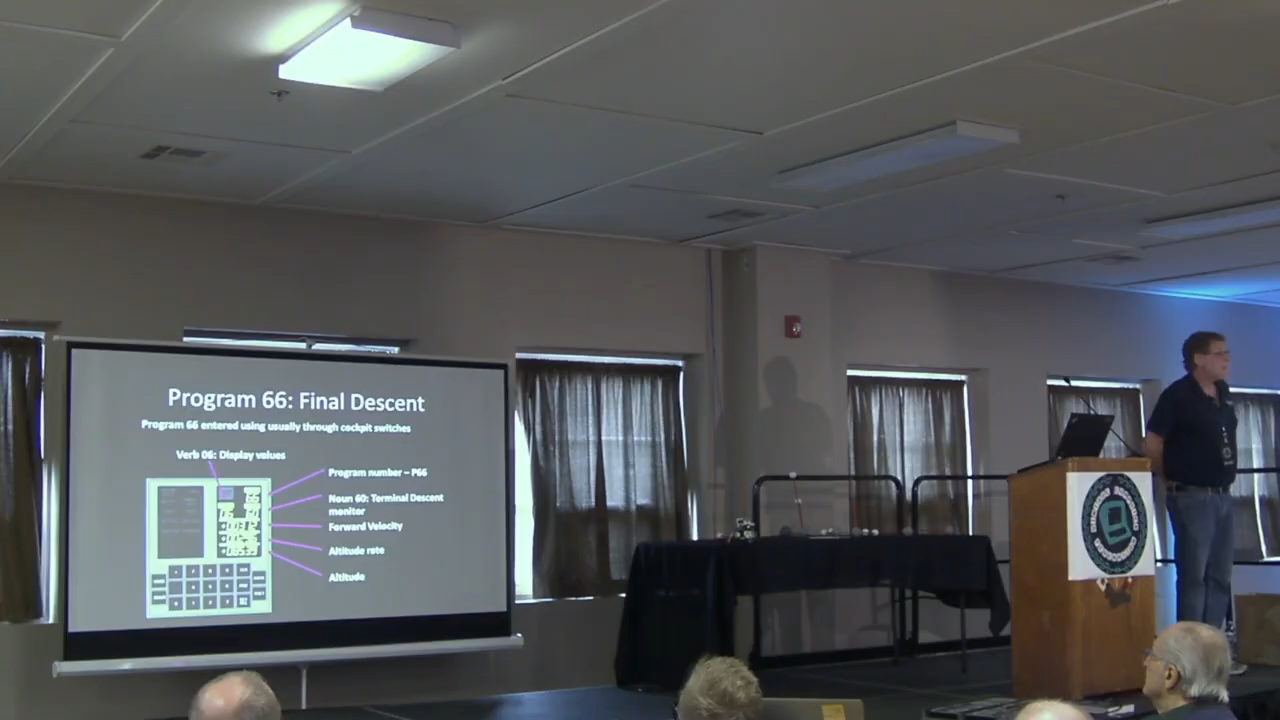 Program 66: Final Descent
Program 66 entered using usually through cockpit switches
Verb 06: Display values
Program number – P66
Noun 60: Terminal Descent
monitor
Forward Velocity
Altitude rate
Altitude